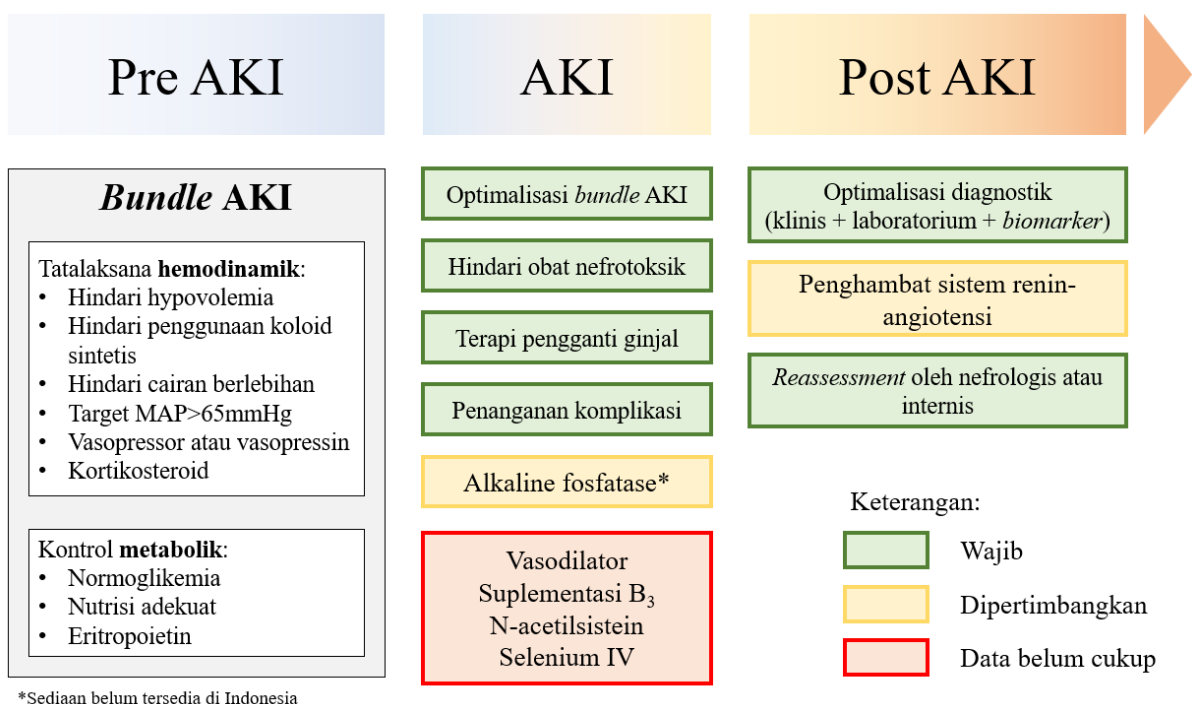 Pre AKI
AKI
Post AKI
Bundle AKI
Tatalaksana hemodinamik:
• Hindari hypovolemia
• Hindari penggunaan koloid
sintetis
• Hindari cairan berlebihan
• Target MAP>65mmHg
• Vasopressor atau vasopressin
• Kortikosteroid
Kontrol metabolik:
• Normoglikemia
• Nutrisi adekuat
• Eritropoietin
*Sediaan belum tersedia di Indonesia
Optimalisasi bundle AKI
Hindari obat nefrotoksik
Terapi pengganti ginjal
Penanganan komplikasi
Alkaline fosfatase*
Vasodilator
Suplementasi B₃
N-acetilsistein
Selenium IV
Optimalisasi diagnostik
(klinis + laboratorium + biomarker)
Penghambat sistem renin-
angiotensi
Reassessment oleh nefrologis atau
internis
Keterangan:
Wajib
Dipertimbangkan
Data belum cukup